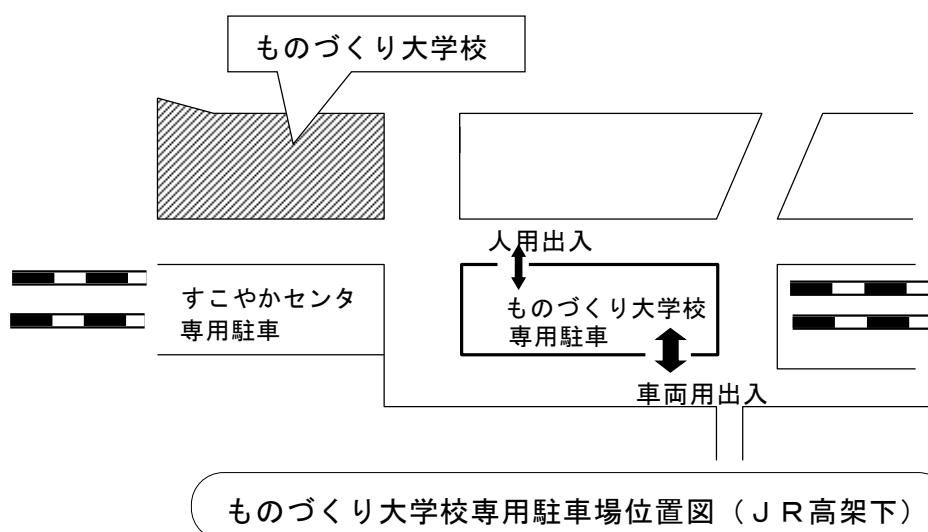 ものづくり大学校
人用出入
すこやかセンタ
専用駐車
ものづくり大学校
専用駐車
車両用出入
ものづくり大学校専用駐車場位置図（ＪＲ高架下）